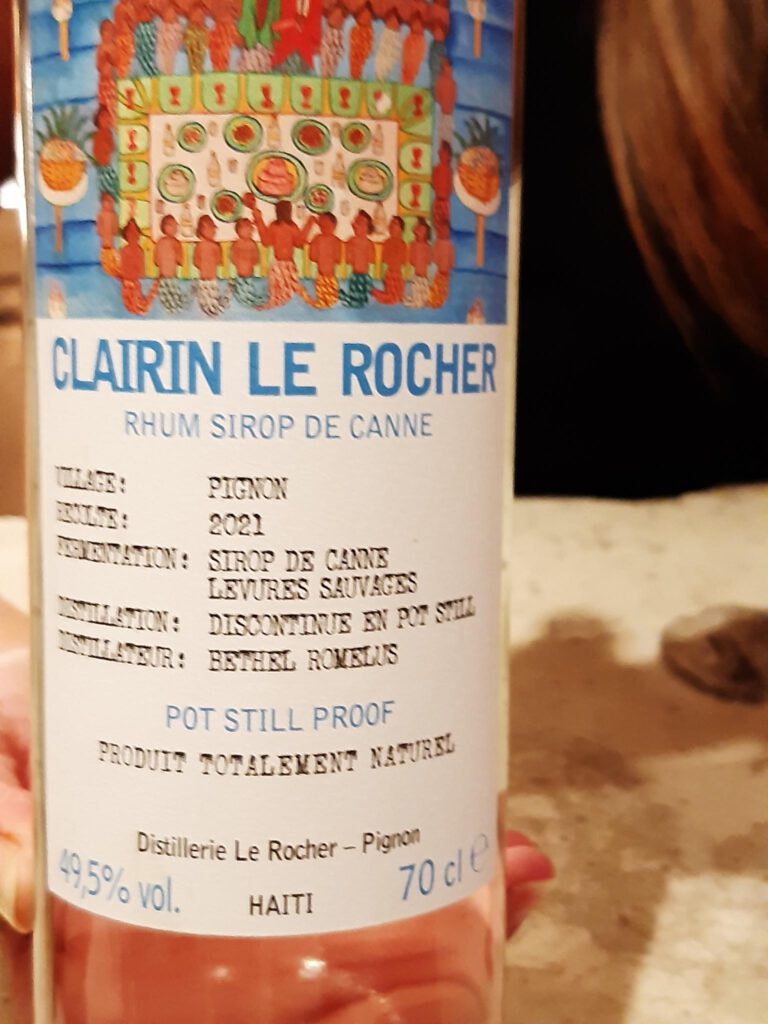 CLAIRIN LE ROCHER
RHUM SIROP DE CANNE
VILLAGE: PIGNON
RECOLTE: 2021
FERMENTATION: SIROP DE CANNE
LEVURES SAUVAGES
DISTILLATION: DISCONTINUE EN POT STILL
DISTILLATEUR: BETHEL ROMELUS
POT STILL PROOF
PRODUIT TOTALEMENT NATUREL
Distillerie Le Rocher – Pignon
49,5% vol. HAITI 70 cl ℮